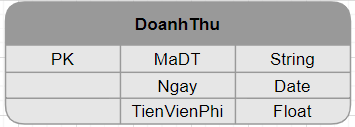 DoanhThu
PK MaDT String
Ngay Date
TienVienPhi Float